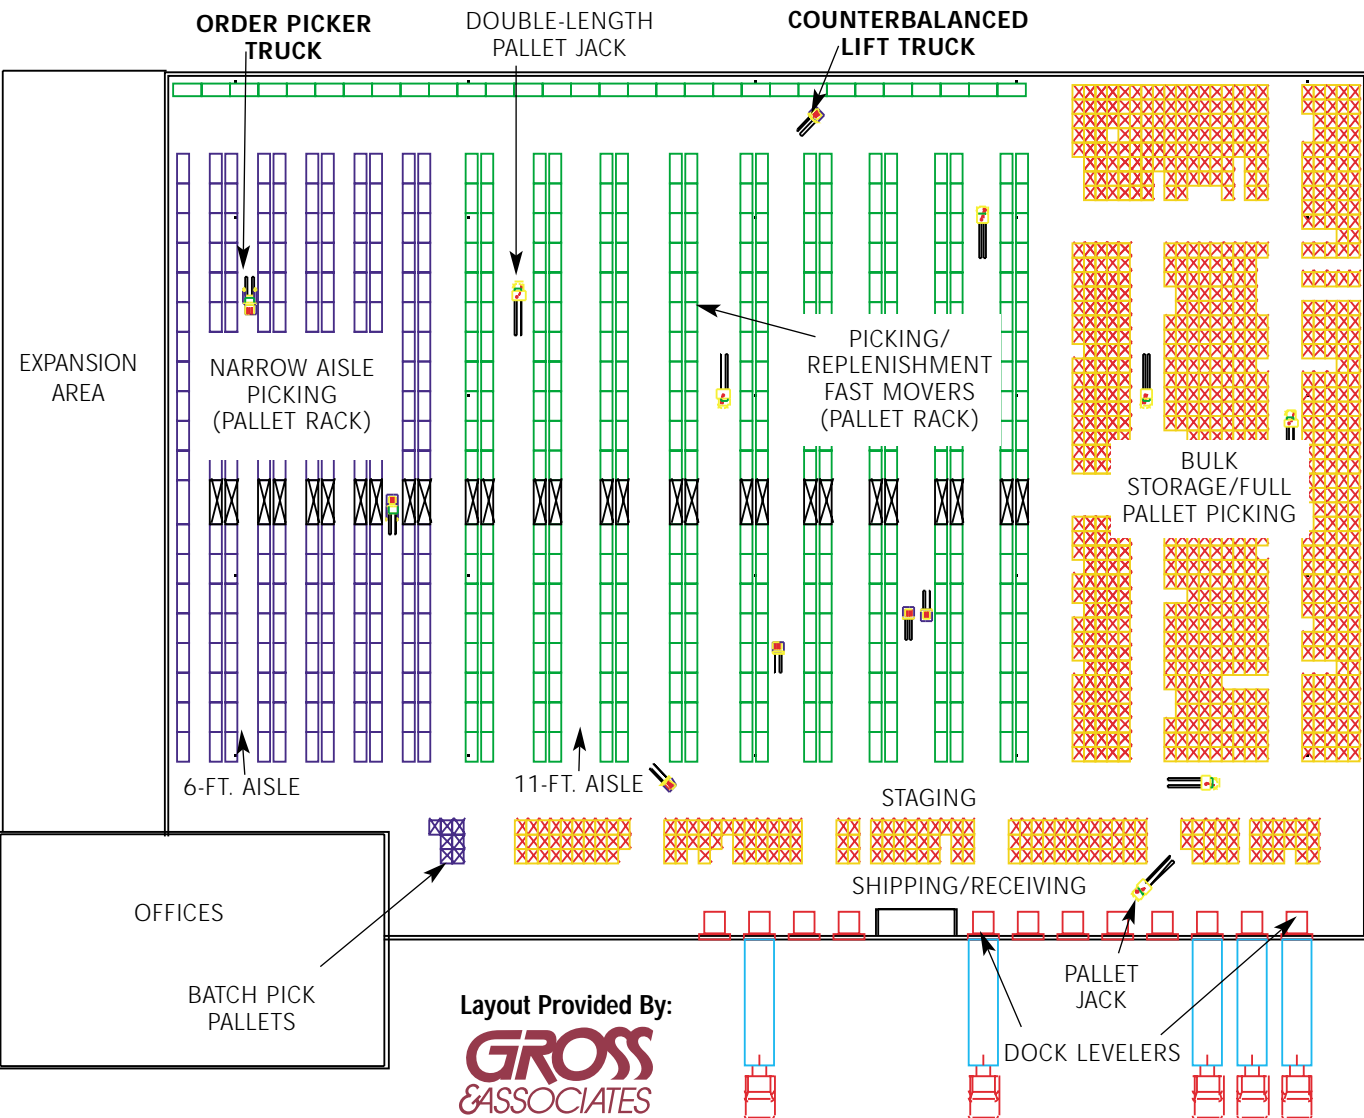 ORDER PICKER
TRUCK
DOUBLE-LENGTH
PALLET JACK
COUNTERBALANCED
LIFT TRUCK
EXPANSION
AREA
NARROW AISLE
PICKING
(PALLET RACK)
PICKING/
REPLENISHMENT
FAST MOVERS
(PALLET RACK)
BULK
STORAGE/FULL
PALLET PICKING
6-FT. AISLE
11-FT. AISLE
STAGING
SHIPPING/RECEIVING
OFFICES
BATCH PICK
PALLETS
PALLET
JACK
DOCK LEVELERS
Layout Provided By:
GROSS
&ASSOCIATES